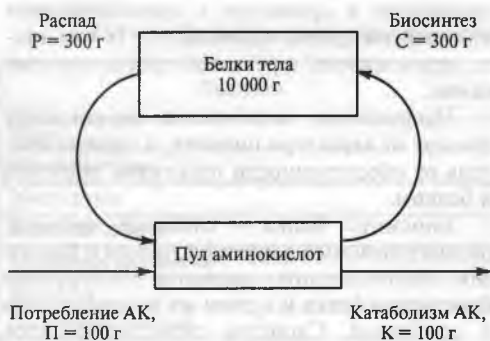 Распад
Р = 300 г
Биосинтез
С = 300 г
Белки тела
10 000 г
Пул аминокислот
Потребление АК,
П = 100 г
Катаболизм АК,
К = 100 г